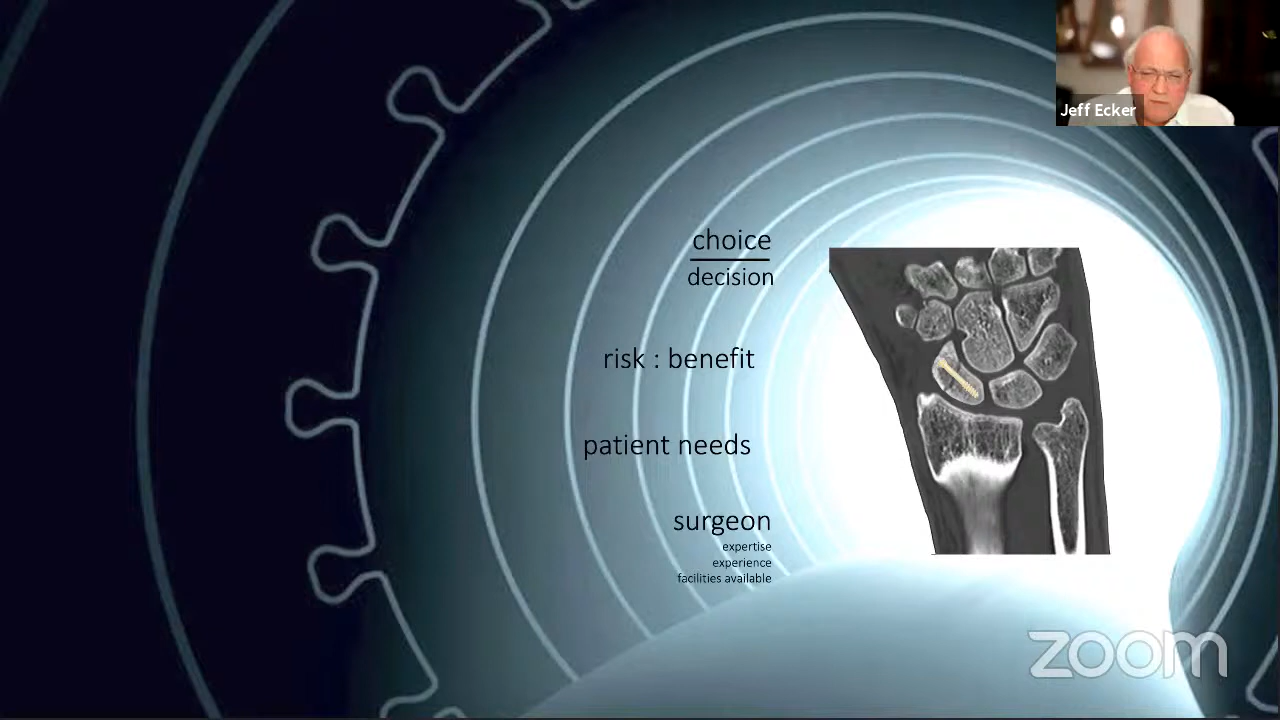 Jeff Ecker
choice
decision
risk : benefit
patient needs
surgeon
expertise
experience
facilities available
zoom